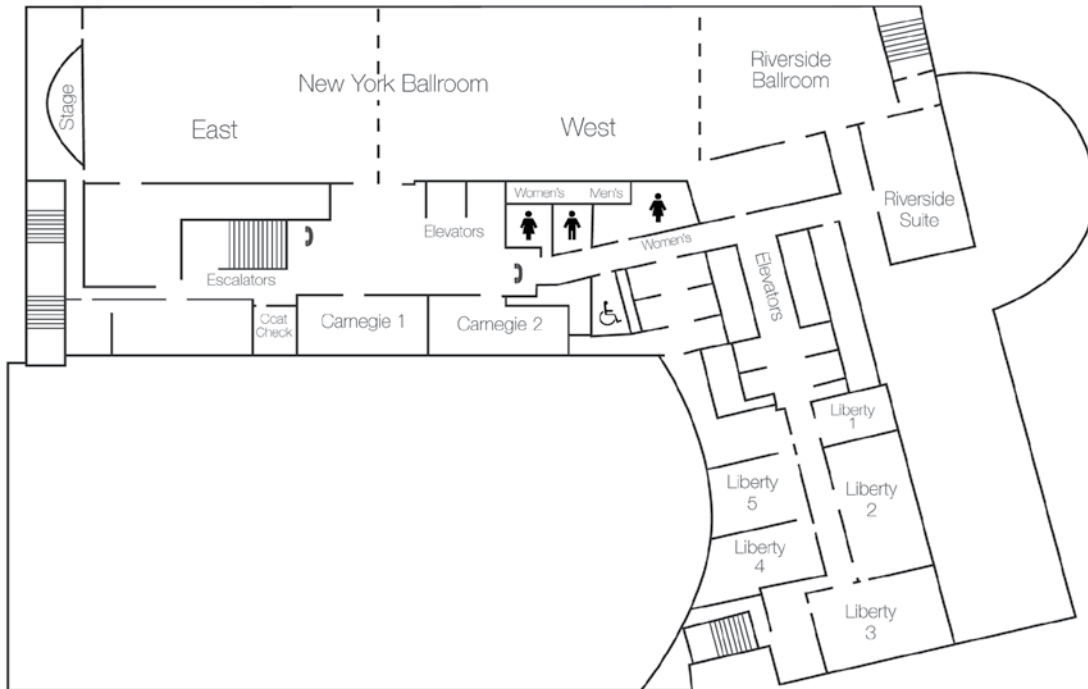 New York Ballroom
East
West
Stage
Riverside
Ballroom
Riverside
Suite
Women's
Men's
Elevators
Women's
Escalators
Elevators
Coat
Check
Carnegie 1
Carnegie 2
Liberty
1
Liberty
2
Liberty
5
Liberty
4
Liberty
3